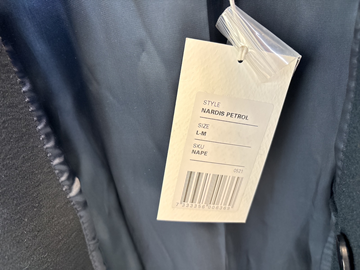 STYLE
NARDIS PETROL
SIZE
L-M
SKU
NAPE